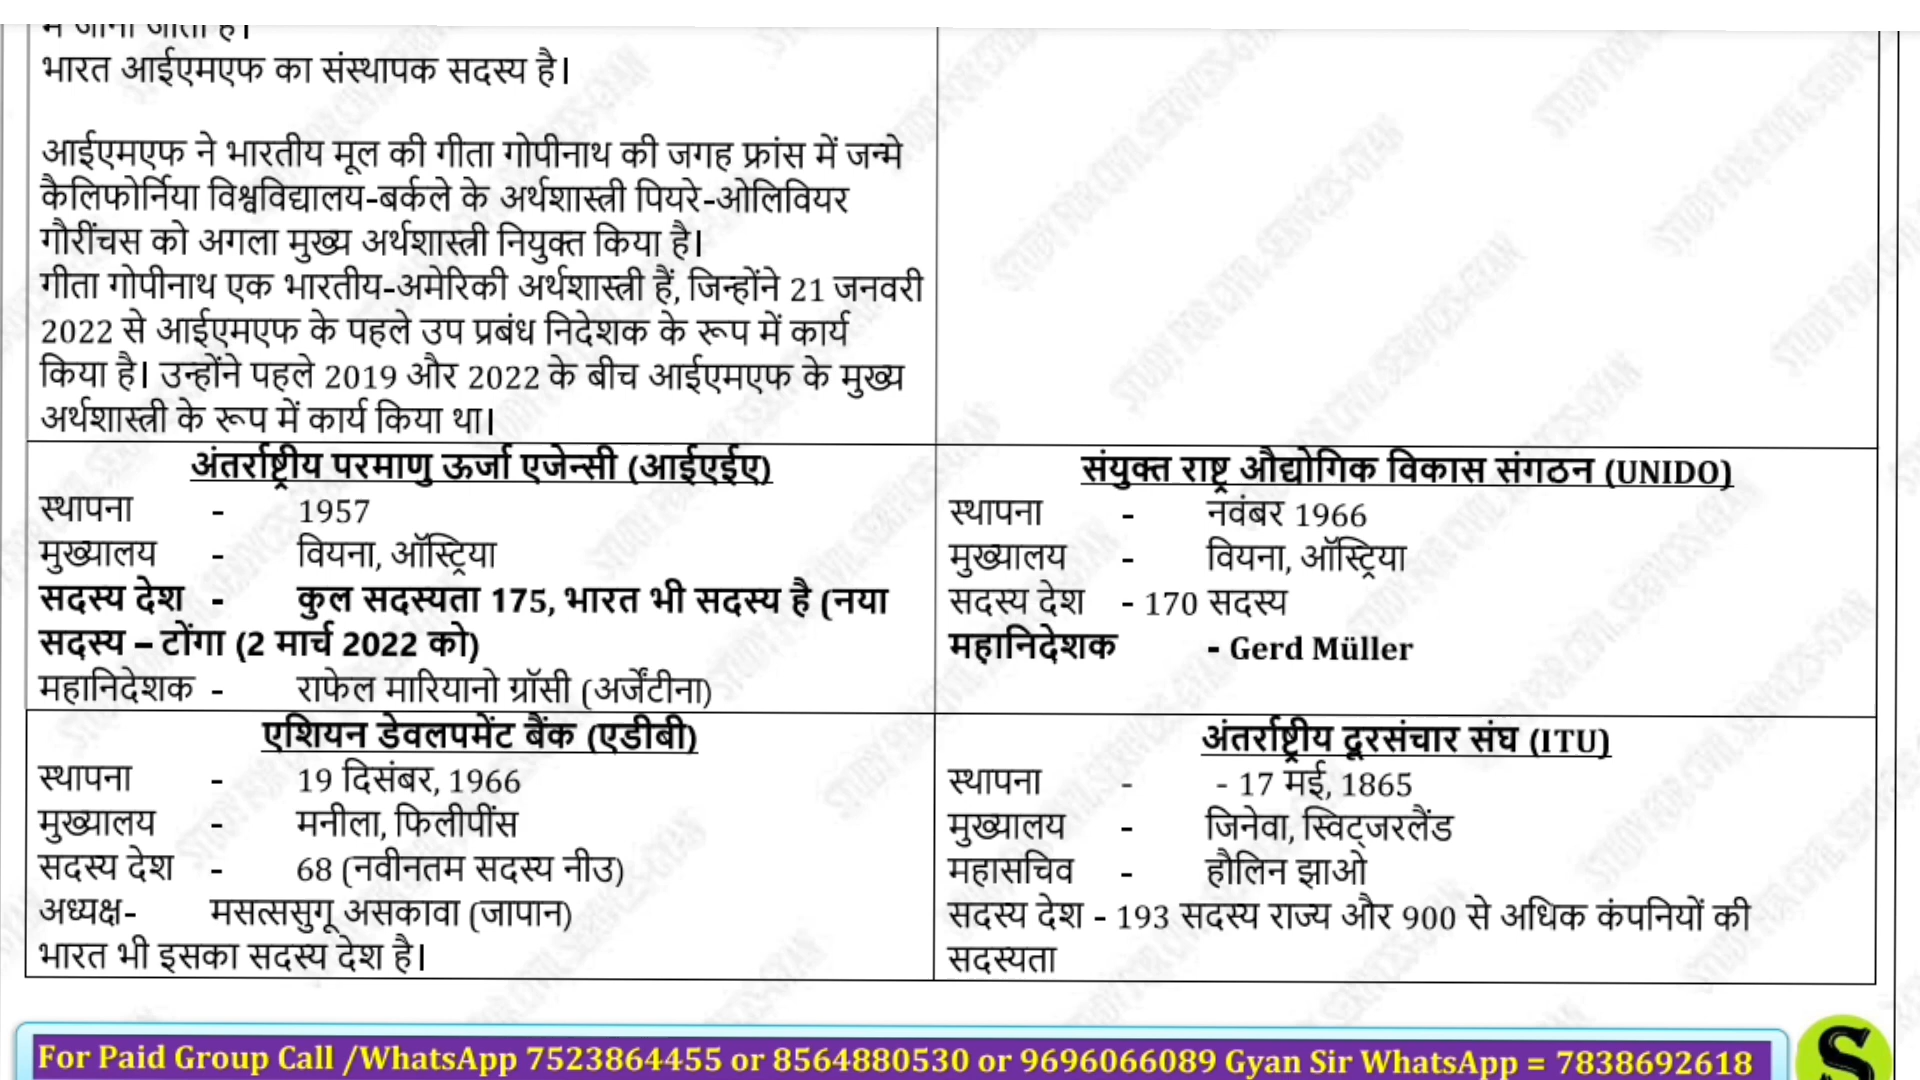 में जाना जाता है।
भारत आईएमएफ का संस्थापक सदस्य है।
आईएमएफ ने भारतीय मूल की गीता गोपीनाथ की जगह फ्रांस में जन्मे
कैलिफोर्निया विश्वविद्यालय-बर्कले के अर्थशास्त्री पियरे-ओलिवियर
गौरींचस को अगला मुख्य अर्थशास्त्री नियुक्त किया है।
गीता गोपीनाथ एक भारतीय-अमेरिकी अर्थशास्त्री हैं, जिन्होंने 21 जनवरी
2022 से आईएमएफ के पहले उप प्रबंध निदेशक के रूप में कार्य
किया है। उन्होंने पहले 2019 और 2022 के बीच आईएमएफ के मुख्य
अर्थशास्त्री के रूप में कार्य किया था।
अंतर्राष्ट्रीय परमाणु ऊर्जा एजेन्सी (आईएईए)
स्थापना - 1957
मुख्यालय - वियना, ऑस्ट्रिया
सदस्य देश - कुल सदस्यता 175, भारत भी सदस्य है (नया
सदस्य – टोंगा (2 मार्च 2022 को)
महानिदेशक - राफेल मारियानो ग्रॉसी (अर्जेंटीना)
संयुक्त राष्ट्र औद्योगिक विकास संगठन (UNIDO)
स्थापना - नवंबर 1966
मुख्यालय - वियना, ऑस्ट्रिया
सदस्य देश - 170 सदस्य
महानिदेशक - Gerd Müller
एशियन डेवलपमेंट बैंक (एडीबी)
स्थापना - 19 दिसंबर, 1966
मुख्यालय - मनीला, फिलीपींस
सदस्य देश - 68 (नवीनतम सदस्य नीउ)
अध्यक्ष- मसत्ससुगू असकावा (जापान)
भारत भी इसका सदस्य देश है।
अंतर्राष्ट्रीय दूरसंचार संघ (ITU)
स्थापना - - 17 मई, 1865
मुख्यालय - जिनेवा, स्विट्जरलैंड
महासचिव - हौलिन झाओ
सदस्य देश - 193 सदस्य राज्य और 900 से अधिक कंपनियों की
सदस्यता
For Paid Group Call /WhatsApp 7523864455 or 8564880530 or 9696066089 Gyan Sir WhatsApp = 7838692618
S
STUDY FOR CIVIL SERVICES-GYAN